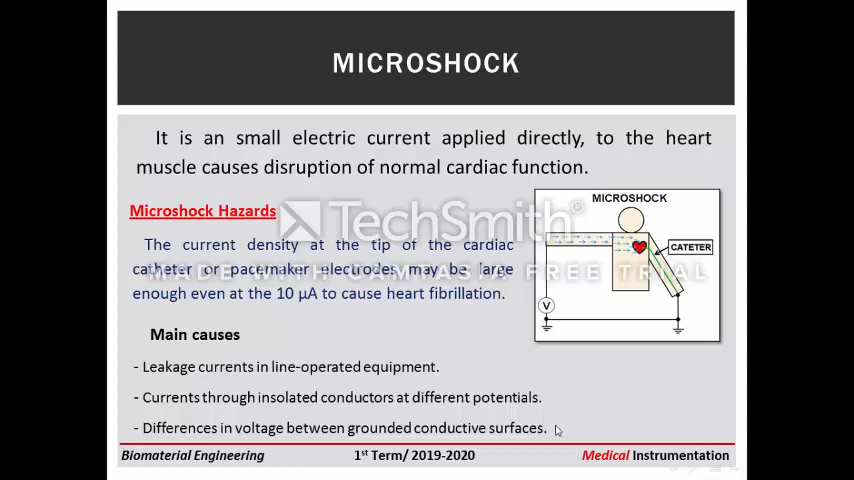 MICROSHOCK
It is an small electric current applied directly, to the heart
muscle causes disruption of normal cardiac function.
MICROSHOCK
Microshock Hazards
TechSmith®
The current density at the tip of the cardiac
CATETER
catheter or pacemaker electrodes may be large
MADE WITH CAMTASIA FREE TRIAL
enough even at the 10 µA to cause heart fibrillation.
V
Main causes
- Leakage currents in line-operated equipment.
- Currents through insolated conductors at different potentials.
- Differences in voltage between grounded conductive surfaces.
Biomaterial Engineering 1st Term/ 2019-2020 Medical Instrumentation